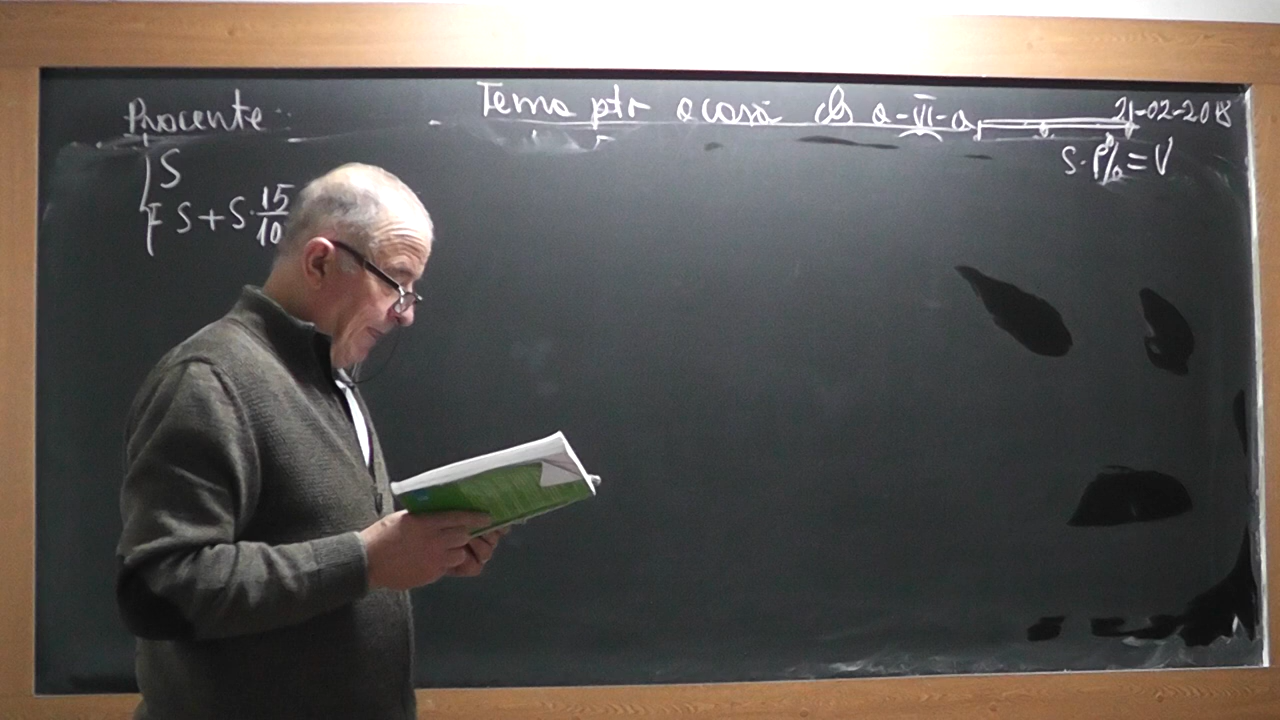 Procente
Tema ptr acasă cls a-VI-a
21-02-2018
S
S·P%=V
F S+S·15/10